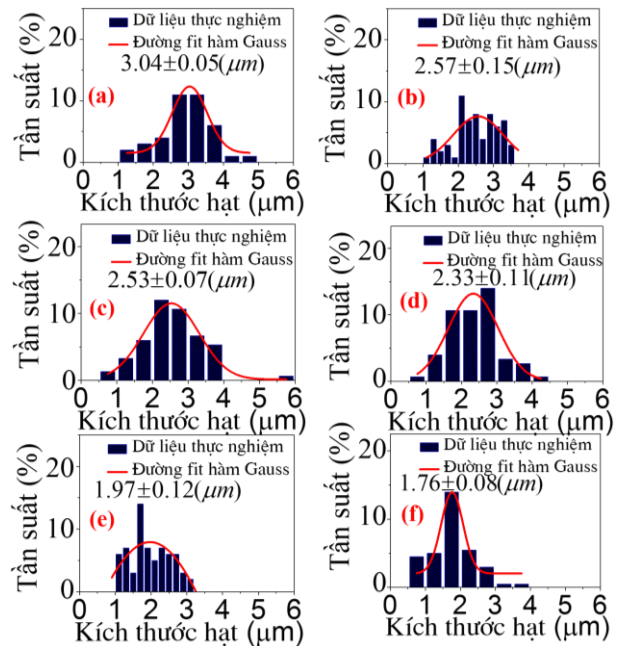 Tần suất (%)
20
10
0
Dữ liệu thực nghiệm
Đường fit hàm Gauss
3.04±0.05(μm)
(a)
0 1 2 3 4 5 6
Kích thước hạt (μm)
Tần suất (%)
20
10
0
Dữ liệu thực nghiệm
Đường fit hàm Gauss
2.57±0.15(μm)
(b)
0 1 2 3 4 5 6
Kích thước hạt (μm)
Tần suất (%)
20
10
0
Dữ liệu thực nghiệm
Đường fit hàm Gauss
2.53±0.07(μm)
(c)
0 1 2 3 4 5 6
Kích thước hạt (μm)
Tần suất (%)
20
10
0
Dữ liệu thực nghiệm
Đường fit hàm Gauss
2.33±0.11(μm)
(d)
0 1 2 3 4 5 6
Kích thước hạt (μm)
Tần suất (%)
20
10
0
Dữ liệu thực nghiệm
Đường fit hàm Gauss
1.97±0.12(μm)
(e)
0 1 2 3 4 5 6
Kích thước hạt (μm)
Tần suất (%)
20
10
0
Dữ liệu thực nghiệm
Đường fit hàm Gauss
1.76±0.08(μm)
(f)
0 1 2 3 4 5 6
Kích thước hạt (μm)